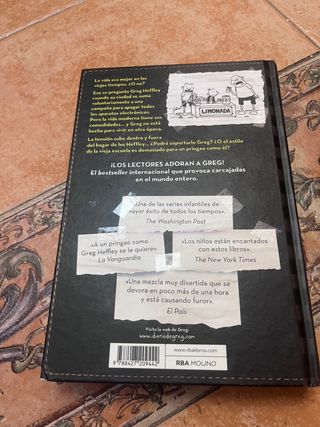 La vida era mejor en los
viejos tiempos. ¿O no?
Eso se pregunta Greg Heffley
cuando su ciudad se suma
voluntariamente a una
campaña para apagar todos
los aparatos electrónicos.
Pero la vida moderna tiene sus
comodidades... y Greg no está
hecho para vivir en otra época.
La tensión sube dentro y fuera
del hogar de los Heffley... ¿Podrá soportarlo Greg? ¿O el estilo
de la vieja escuela es demasiado para un pringao como él?
LIMONADA
¡LOS LECTORES ADORAN A GREG!
El bestseller internacional que provoca carcajadas
en el mundo entero.
«Una de las series infantiles de
mayor éxito de todos los tiempos».
The Washington Post
«A un pringao como
Greg Heffley se le quiere».
La Vanguardia
«Los niños están encantados
con estos libros».
The New York Times
«Una mezcla muy divertida que se
devora en poco más de una hora
y está causando furor».
El País
Visita la web de Greg:
www.diariodegreg.com
9 788427 209442
www.rbalibros.com
RBA MOLINO